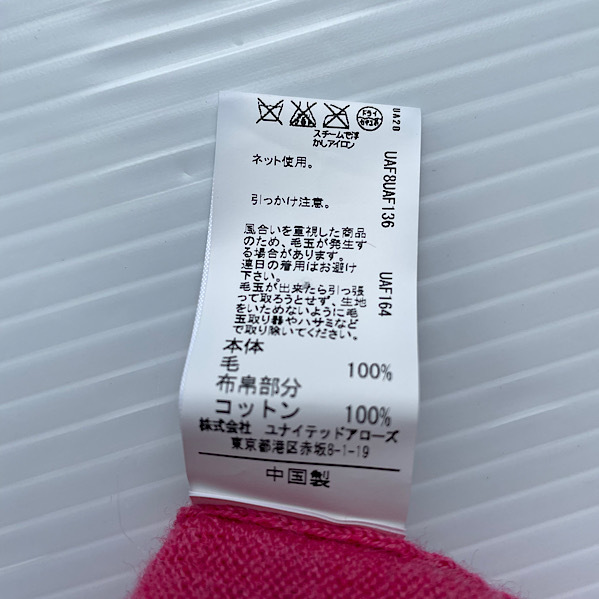 ドライ
スチームで浮
かしアイロン
ネット使用。
引っかけ注意。
風合いを重視した商品
のため、毛玉が発生す
る場合があります。
連日の着用はお避け
下さい。
毛玉が出来たら引っ張
って取ろうとせず、生地
をいためないように毛
玉取り器やハサミなど
で取り除いてください。
本体
毛 100%
布帛部分
コットン 100%
株式会社 ユナイテッドアローズ
東京都港区赤坂8-1-19
中国製
UA2D
UAF8UAF136 UAF164